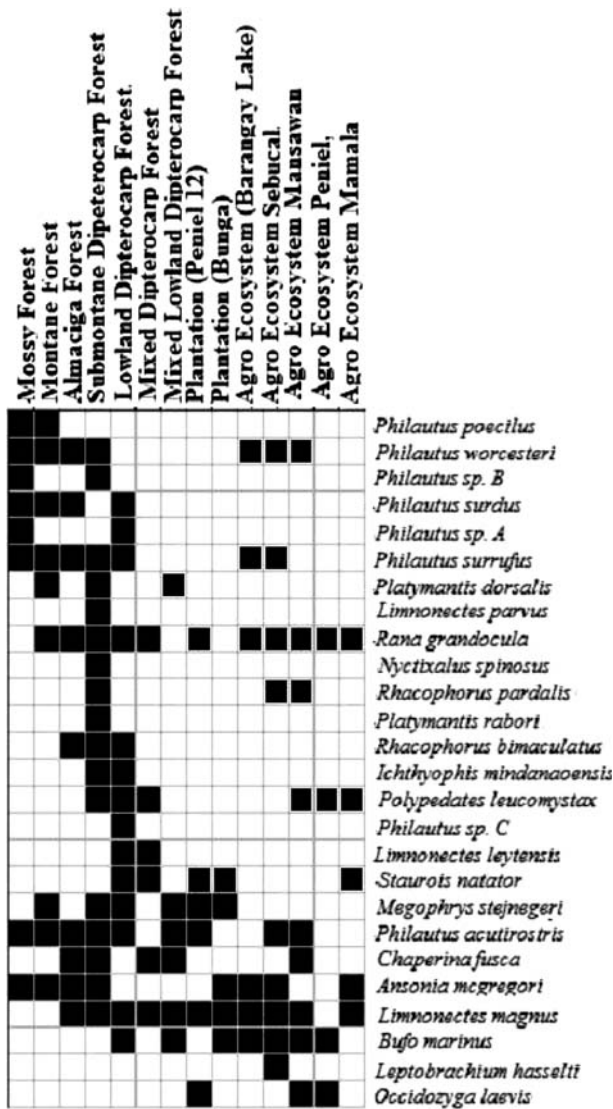 Mossy Forest
Montane Forest
Almaciga Forest
Submontane Dipeterocarp Forest
Lowland Dipterocarp Forest.
Mixed Dipterocarp Forest
Mixed Lowland Dipterocarp Forest
Plantation (Peniel 12)
Plantation (Bunga)
Agro Ecosystem (Barangay Lake)
Agro Ecosystem Sebucal.
Agro Ecosystem Mansawan
Agro Ecosystem Peniel,
Agro Ecosystem Mamala
Philautus poecilus
Philautus worcesteri
Philautus sp. B
Philautus surdus
Philautus sp. A
Philautus surrufus
Platymantis dorsalis
Limnonectes parvus
Rana grandocula
Nyctixalus spinosus
Rhacophorus pardalis
Platymantis rabori
Rhacophorus bimaculatus
Ichthyophis mindanaoensis
Polypedates leucomystax
Philautus sp. C
Limnonectes leytensis
Staurois natator
Megophrys stejnegeri
Philautus acutirostris
Chaperina fusca
Ansonia mcgregori
Limnonectes magnus
Bufo marinus
Leptobrachium hasselti
Occidozyga laevis